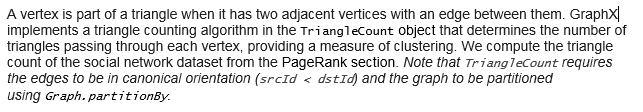 A vertex is part of a triangle when it has two adjacent vertices with an edge between them. GraphX
implements a triangle counting algorithm in the TriangleCount object that determines the number of
triangles passing through each vertex, providing a measure of clustering. We compute the triangle
count of the social network dataset from the PageRank section. Note that TriangleCount requires
the edges to be in canonical orientation (srcId < dstId) and the graph to be partitioned
using Graph.partitionBy.